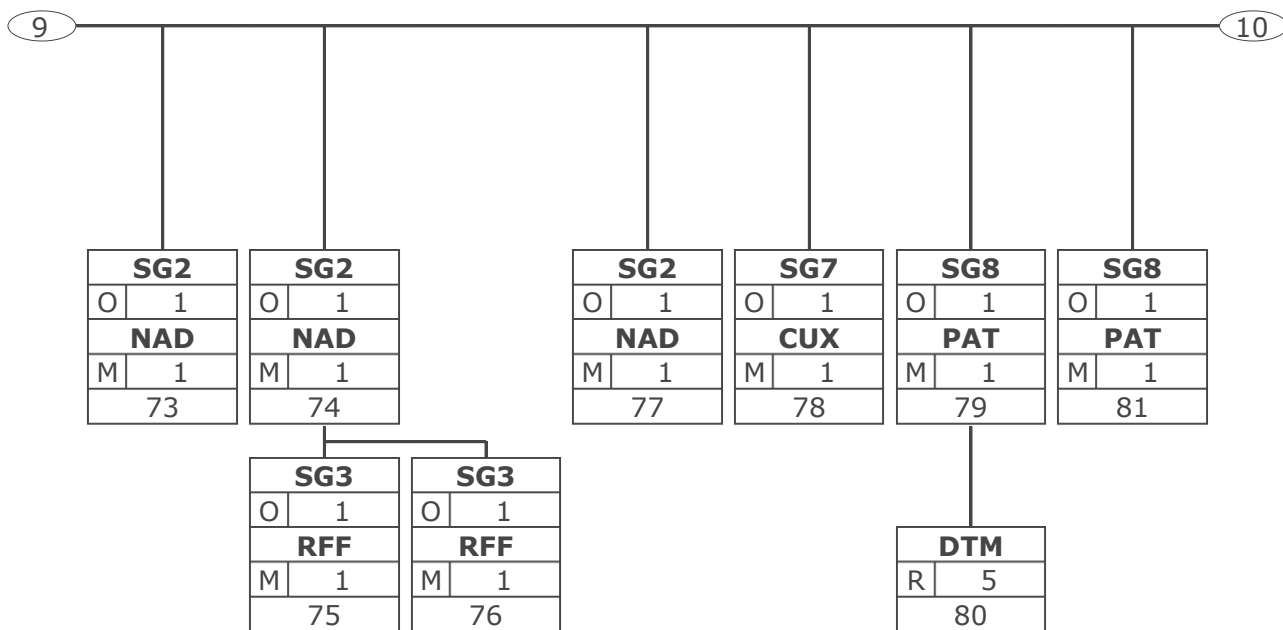 9 10
SG2 SG2 SG2 SG7 SG8 SG8
O 1 O 1 O 1 O 1 O 1 O 1
NAD NAD NAD CUX PAT PAT
M 1 M 1 M 1 M 1 M 1 M 1
73 74 77 78 79 81
SG3 SG3
O 1 O 1
RFF RFF DTM
M 1 M 1 R 5
75 76 80